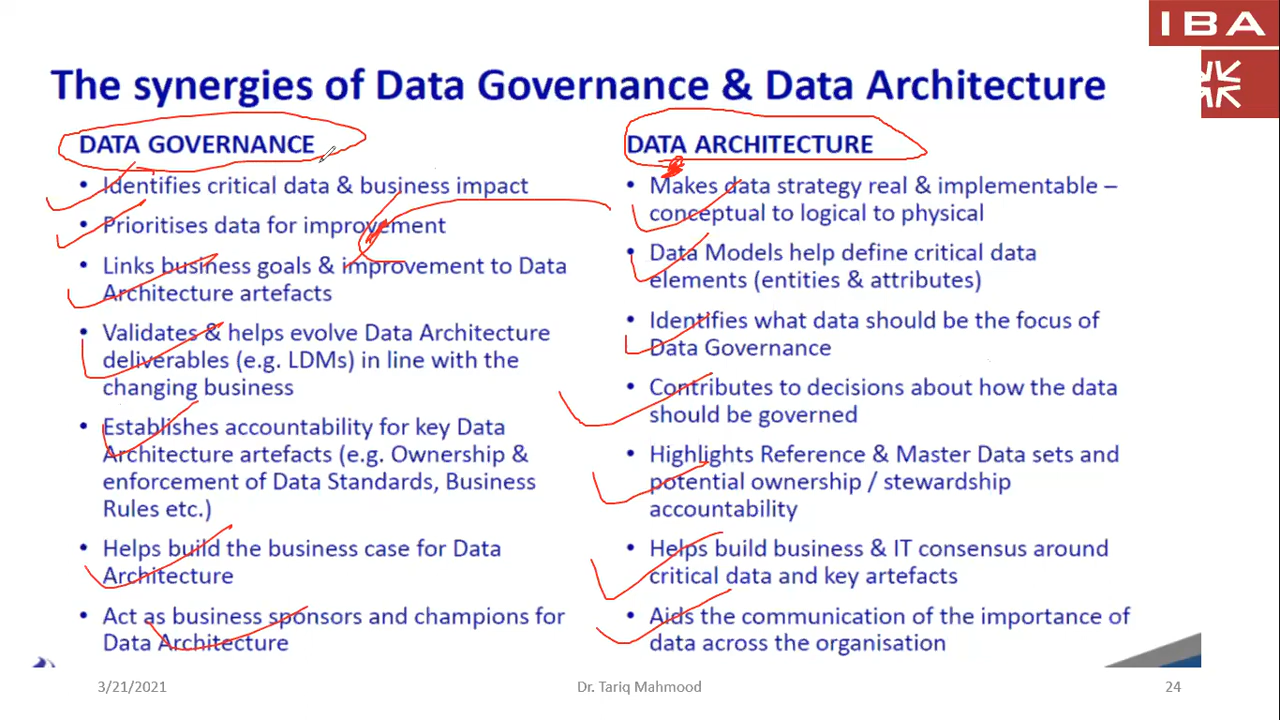 IBA
The synergies of Data Governance & Data Architecture
DATA GOVERNANCE
• Identifies critical data & business impact
• Prioritises data for improvement
• Links business goals & improvement to Data
Architecture artefacts
• Validates & helps evolve Data Architecture
deliverables (e.g. LDMs) in line with the
changing business
• Establishes accountability for key Data
Architecture artefacts (e.g. Ownership &
enforcement of Data Standards, Business
Rules etc.)
• Helps build the business case for Data
Architecture
• Act as business sponsors and champions for
Data Architecture
DATA ARCHITECTURE
• Makes data strategy real & implementable –
conceptual to logical to physical
• Data Models help define critical data
elements (entities & attributes)
• Identifies what data should be the focus of
Data Governance
• Contributes to decisions about how the data
should be governed
• Highlights Reference & Master Data sets and
potential ownership / stewardship
accountability
• Helps build business & IT consensus around
critical data and key artefacts
• Aids the communication of the importance of
data across the organisation
3/21/2021
Dr. Tariq Mahmood
24